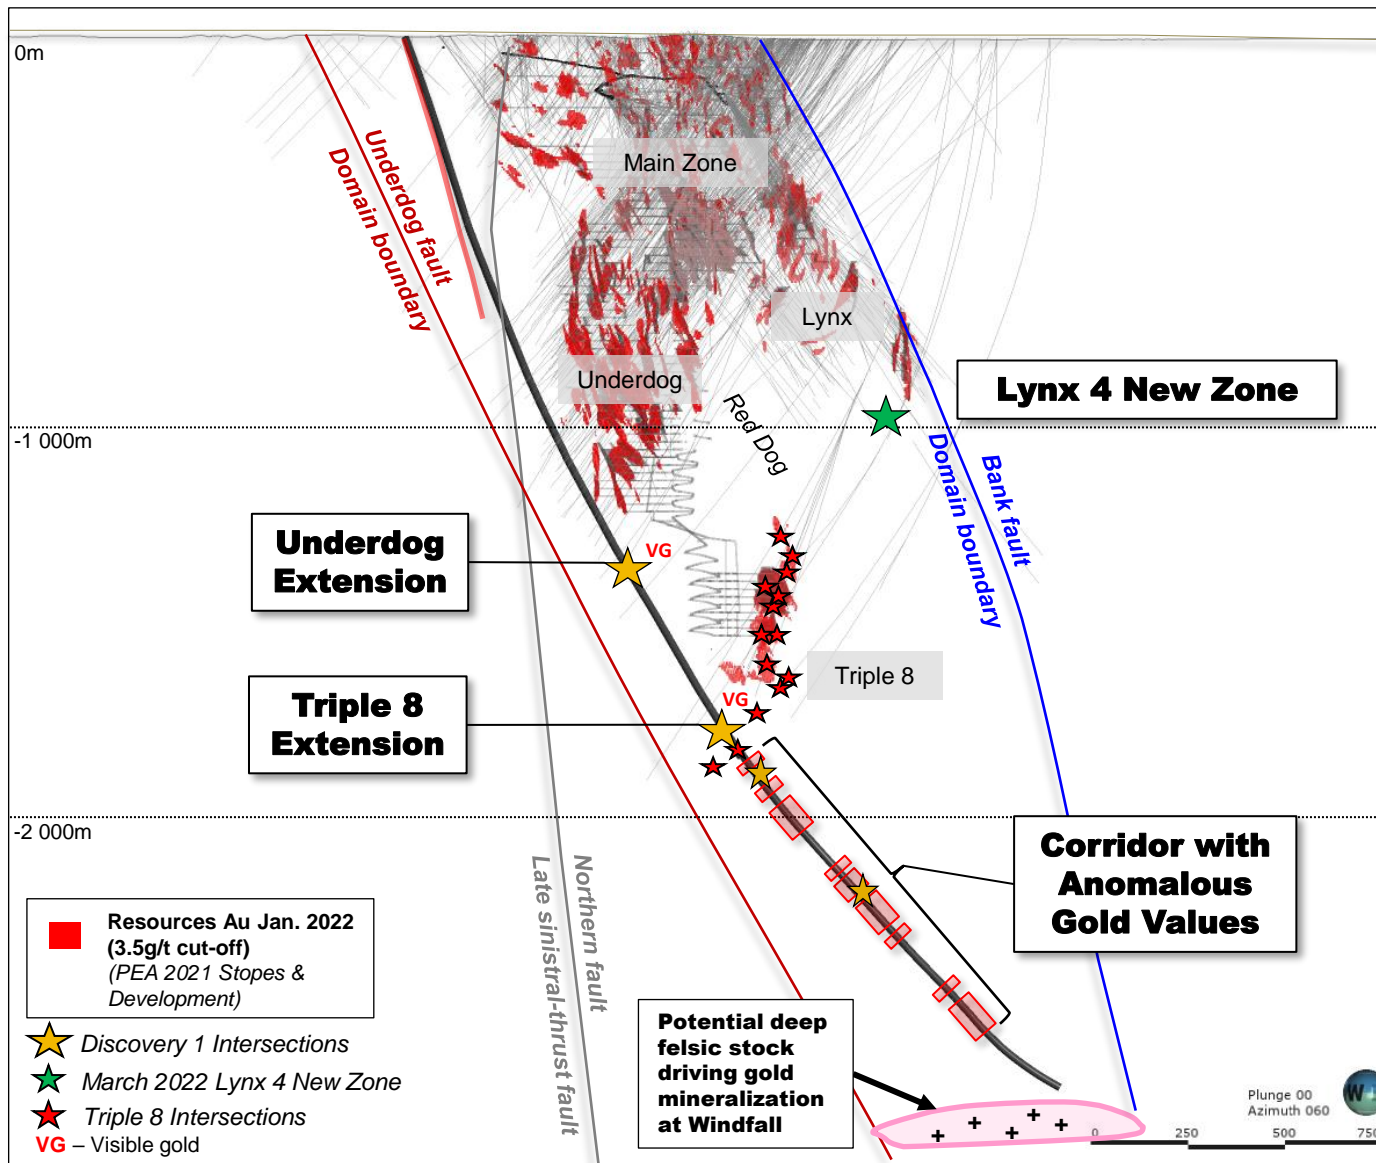 0m
Underdog fault
Domain boundary
Main Zone
Lynx
Underdog
Red Dog
Lynx 4 New Zone
-1 000m
Bank fault
Domain boundary
Underdog
Extension
VG
Triple 8
Triple 8
Extension
VG
-2 000m
Northern fault
Late sinistral-thrust fault
Corridor with
Anomalous
Gold Values
Resources Au Jan. 2022
(3.5g/t cut-off)
(PEA 2021 Stopes &
Development)
Discovery 1 Intersections
March 2022 Lynx 4 New Zone
Triple 8 Intersections
VG – Visible gold
Potential deep
felsic stock
driving gold
mineralization
at Windfall
Plunge 00
Azimuth 060
W
0 250 500 750